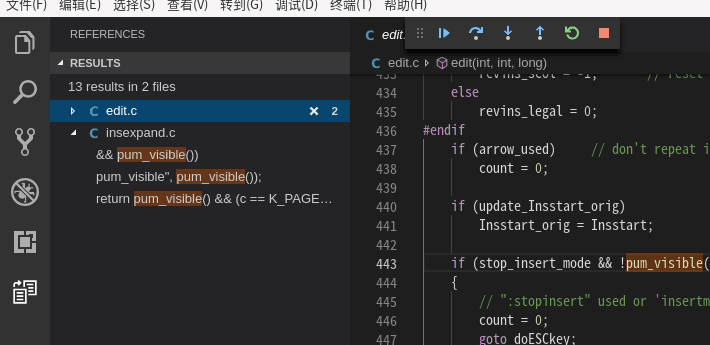 文件(F) 编辑(E) 选择(S) 查看(V) 转到(G) 调试(D) 终端(T) 帮助(H)
REFERENCES
RESULTS
13 results in 2 files
C edit.c 2
C insexpand.c
&& pum_visible())
pum_visible", pum_visible());
return pum_visible() && (c == K_PAGE…
C edit.
C edit.c edit(int, int, long)
433 revins_scol = -1; // reset
434 else
435 revins_legal = 0;
436 #endif
437 if (arrow_used) // don't repeat i
438 count = 0;
439
440 if (update_Insstart_orig)
441 Insstart_orig = Insstart;
442
443 if (stop_insert_mode && !pum_visible(
444 {
445 // ":stopinsert" used or 'insertm
446 count = 0;
447 goto doESCkey;